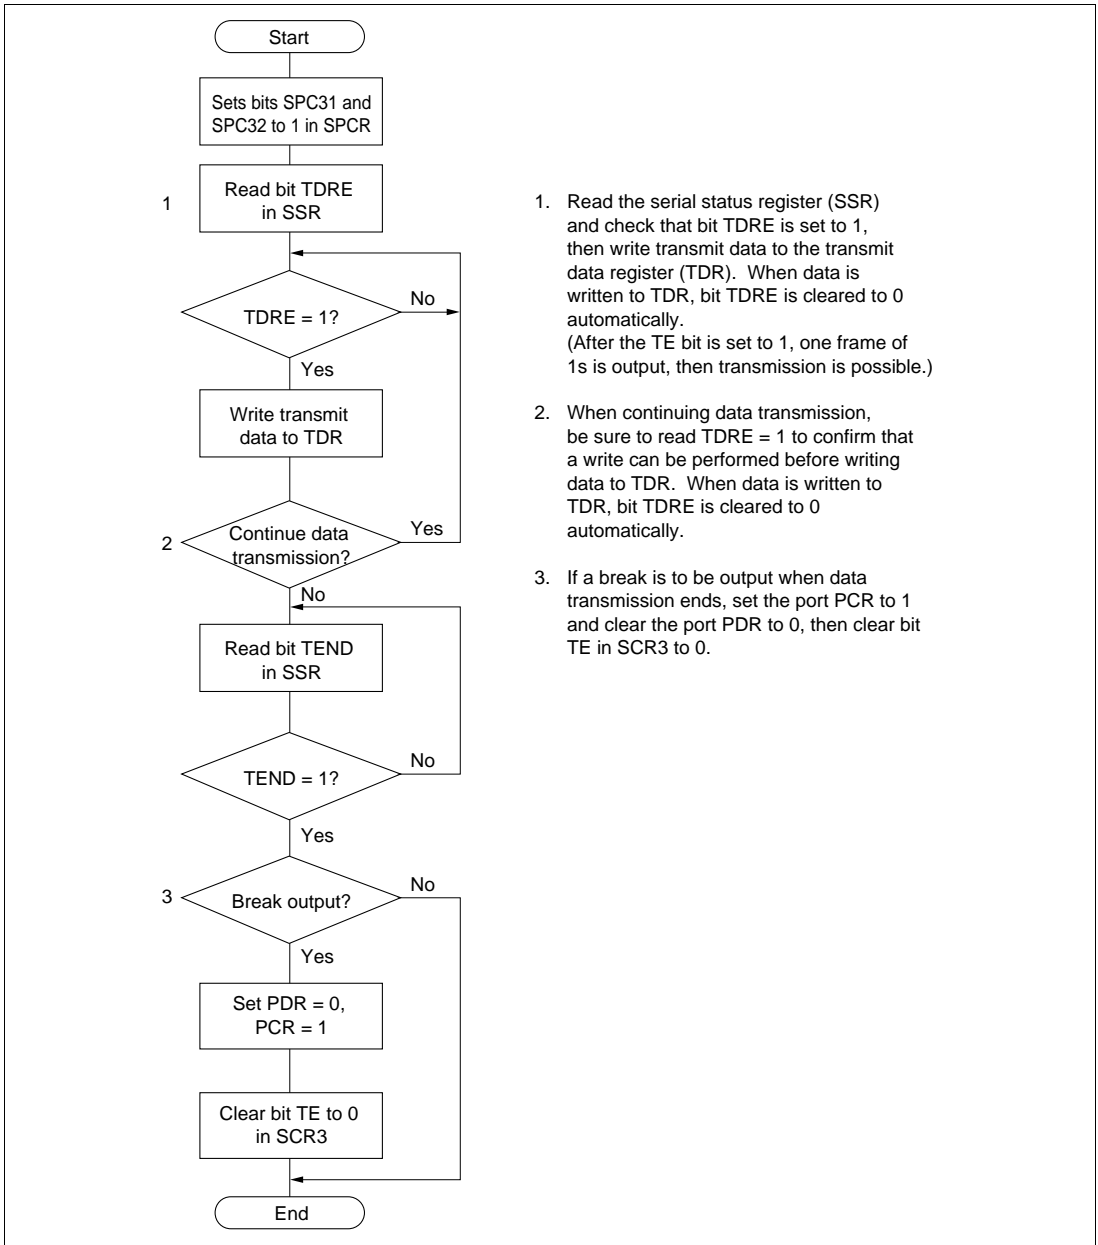 Start
Sets bits SPC31 and
SPC32 to 1 in SPCR
1
Read bit TDRE
in SSR
TDRE = 1?
No
Yes
Write transmit
data to TDR
2
Continue data
transmission?
Yes
No
Read bit TEND
in SSR
TEND = 1?
No
Yes
3
Break output?
No
Yes
Set PDR = 0,
PCR = 1
Clear bit TE to 0
in SCR3
End
1. Read the serial status register (SSR)
and check that bit TDRE is set to 1,
then write transmit data to the transmit
data register (TDR). When data is
written to TDR, bit TDRE is cleared to 0
automatically.
(After the TE bit is set to 1, one frame of
1s is output, then transmission is possible.)
2. When continuing data transmission,
be sure to read TDRE = 1 to confirm that
a write can be performed before writing
data to TDR. When data is written to
TDR, bit TDRE is cleared to 0
automatically.
3. If a break is to be output when data
transmission ends, set the port PCR to 1
and clear the port PDR to 0, then clear bit
TE in SCR3 to 0.